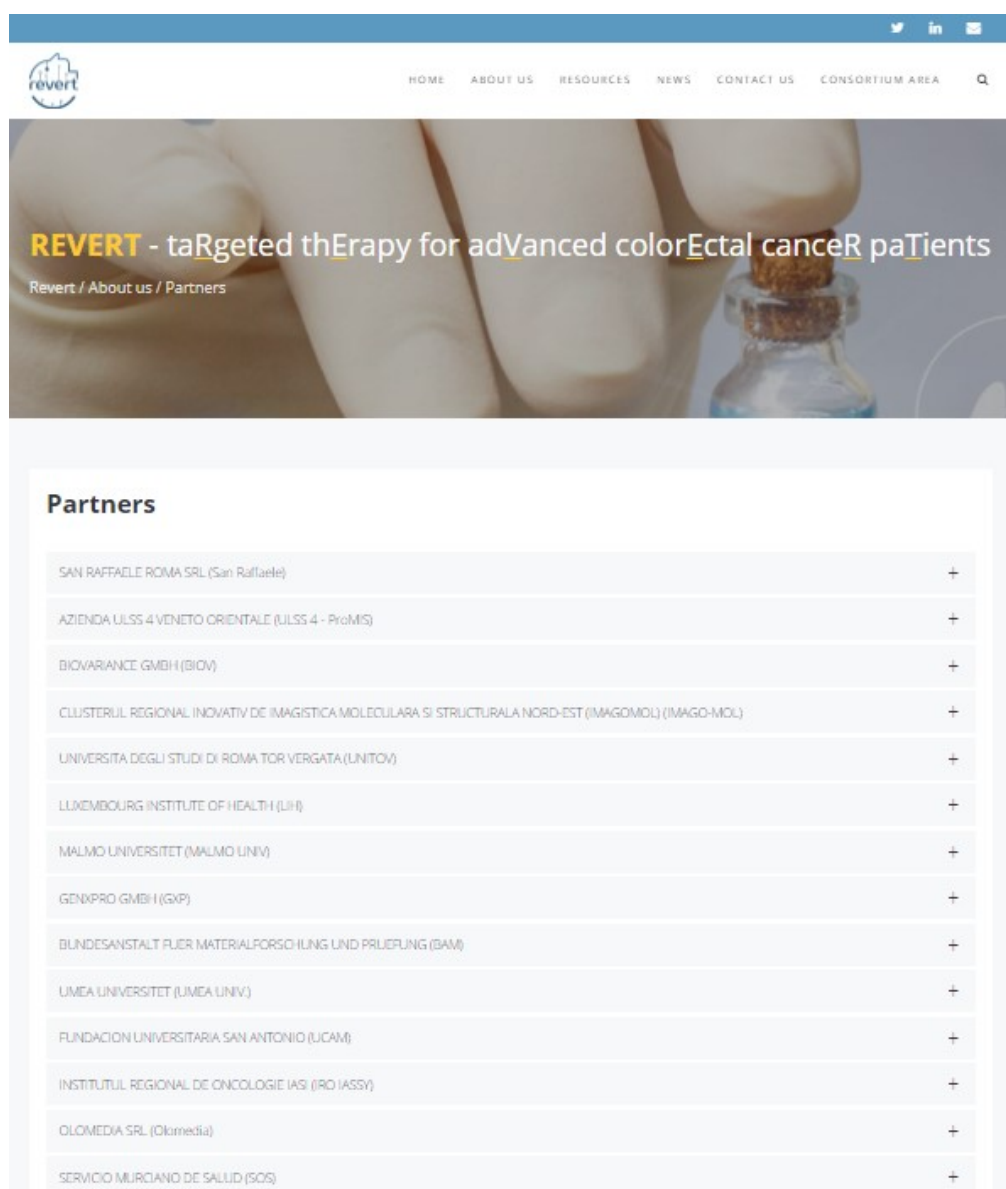 revert
HOME ABOUT US RESOURCES NEWS CONTACT US CONSORTIUM AREA
REVERT - taRgeted thErapy for adVanced colorEctal canceR paTients
Revert / About us / Partners
Partners
SAN RAFFAELE ROMA SRL (San Raffaele) +
AZIENDA ULSS 4 VENETO ORIENTALE (ULSS 4 - ProMIS) +
BIOVARIANCE GMBH (BIOV) +
CLUSTERUL REGIONAL INOVATIV DE IMAGISTICA MOLECULARA SI STRUCTURALA NORD-EST (IMAGOMOL) (IMAGO-MOL) +
UNIVERSITA DEGLI STUDI DI ROMA TOR VERGATA (UNITOV) +
LUXEMBOURG INSTITUTE OF HEALTH (LIH) +
MALMO UNIVERSITET (MALMO UNIV) +
GENXPRO GMBH (GXP) +
BUNDESANSTALT FUER MATERIALFORSCHUNG UND PRUEFUNG (BAM) +
UMEA UNIVERSITET (UMEA UNIV.) +
FUNDACION UNIVERSITARIA SAN ANTONIO (UCAM) +
INSTITUTUL REGIONAL DE ONCOLOGIE IASI (IRO IASSY) +
OLOMEDIA SRL (Olomedia) +
SERVICIO MURCIANO DE SALUD (SOS) +